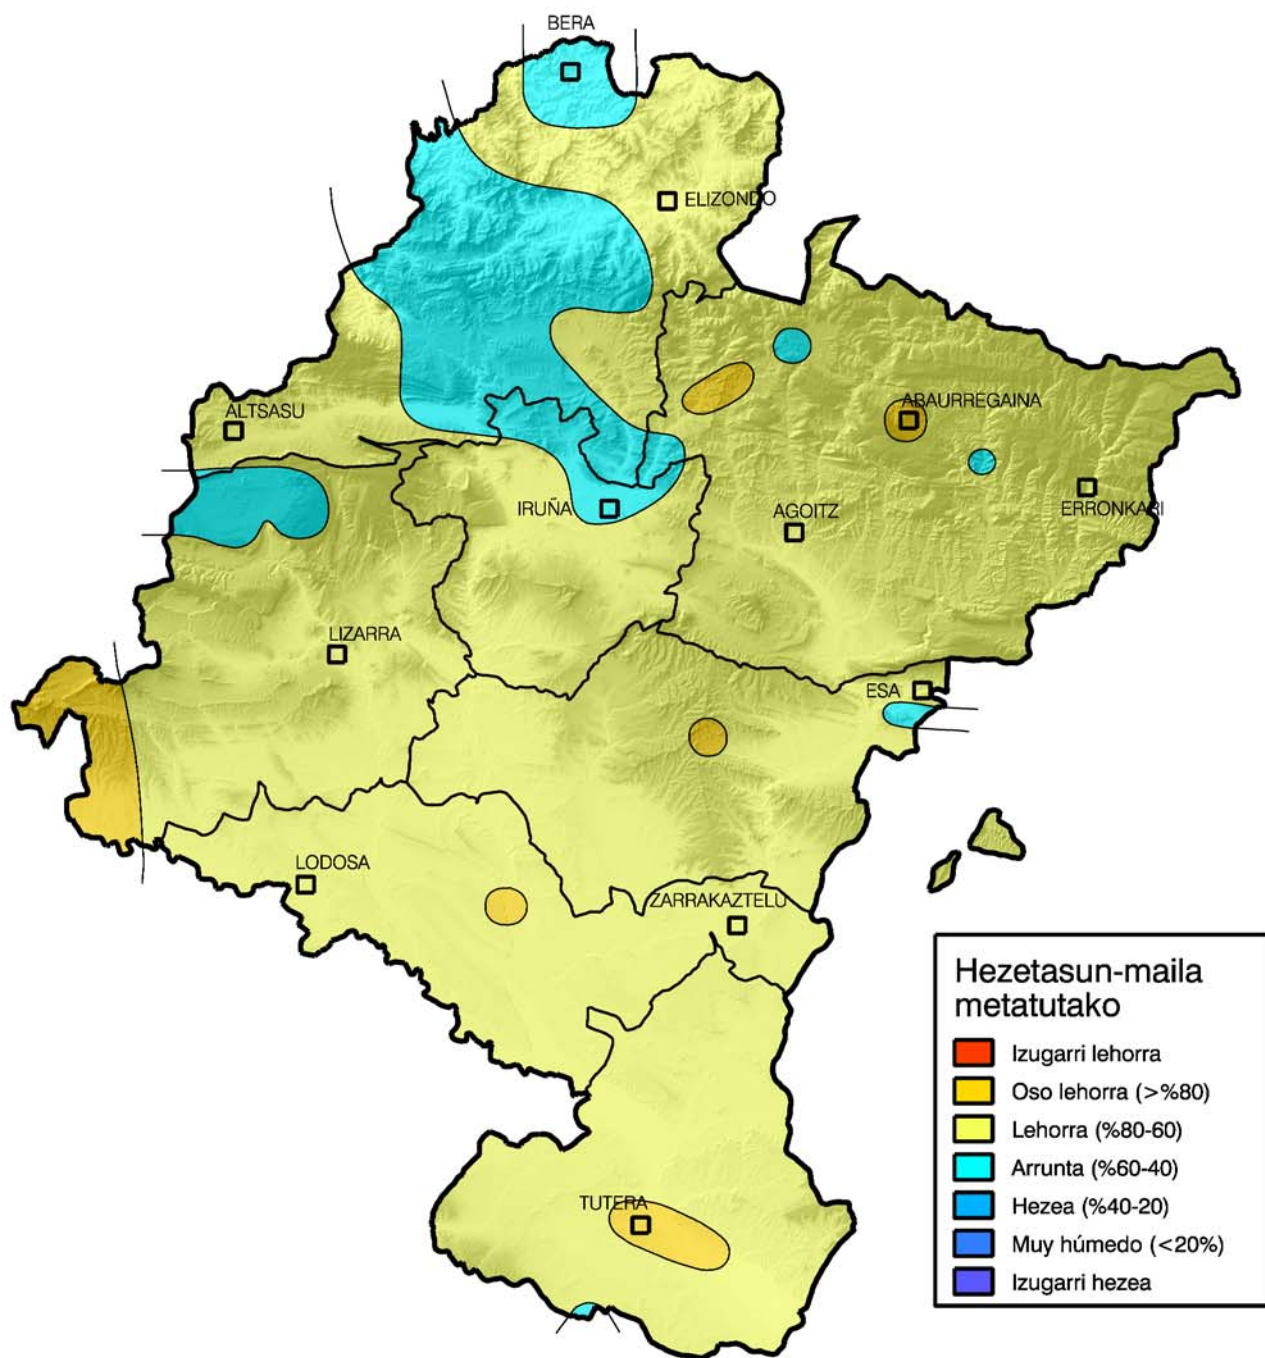 BERA
ELIZONDO
ALTSASU
ABAURREGAINA
IRUÑA
AGOITZ
ERRONKARI
LIZARRA
ESA
LODOSA
ZARRAKAZTELU
TUTERA
Hezetasun-maila
metatutako
Izugarri lehorra
Oso lehorra (>%80)
Lehorra (%80-60)
Arrunta (%60-40)
Hezea (%40-20)
Muy húmedo (<20%)
Izugarri hezea